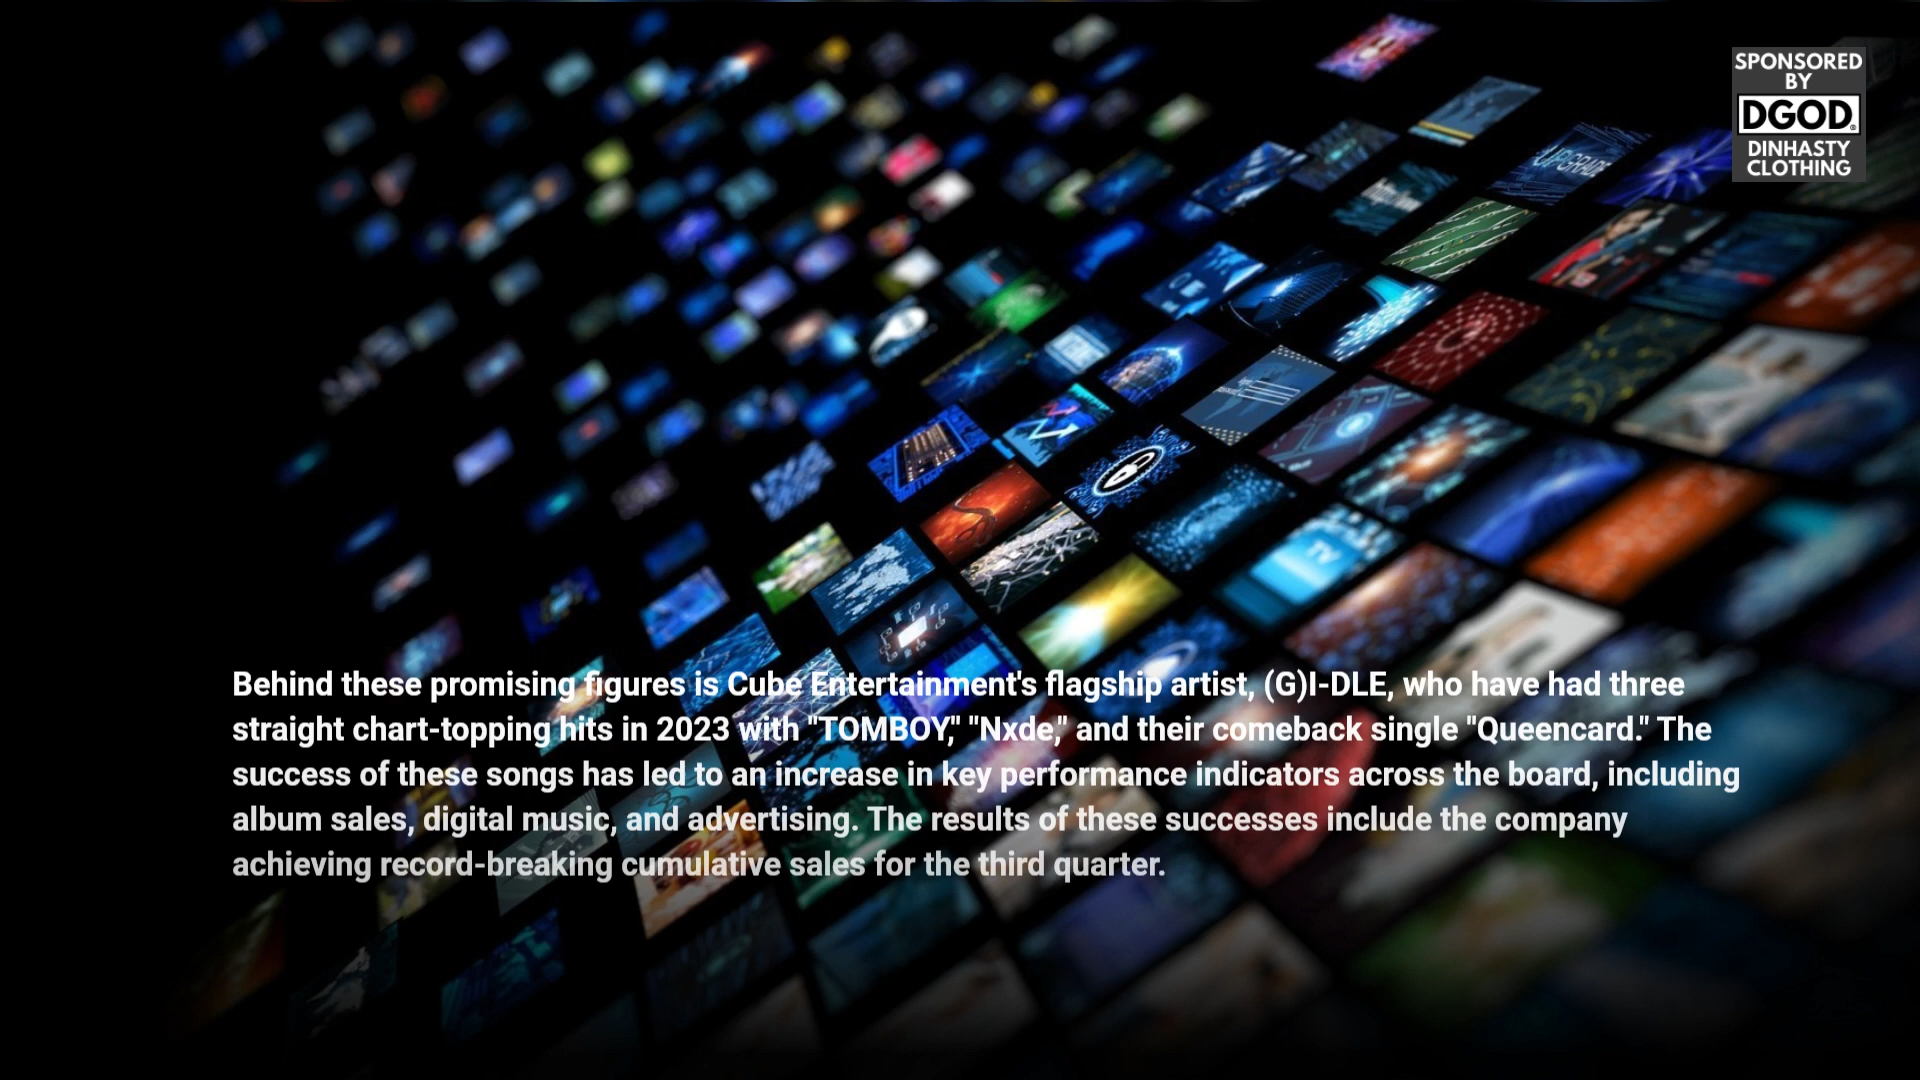 SPONSORED
BY
DGOD®
DINHASTY
CLOTHING
UPGRADE
TV
Behind these promising figures is Cube Entertainment's flagship artist, (G)I-DLE, who have had three
straight chart-topping hits in 2023 with "TOMBOY," "Nxde," and their comeback single "Queencard." The
success of these songs has led to an increase in key performance indicators across the board, including
album sales, digital music, and advertising. The results of these successes include the company
achieving record-breaking cumulative sales for the third quarter.